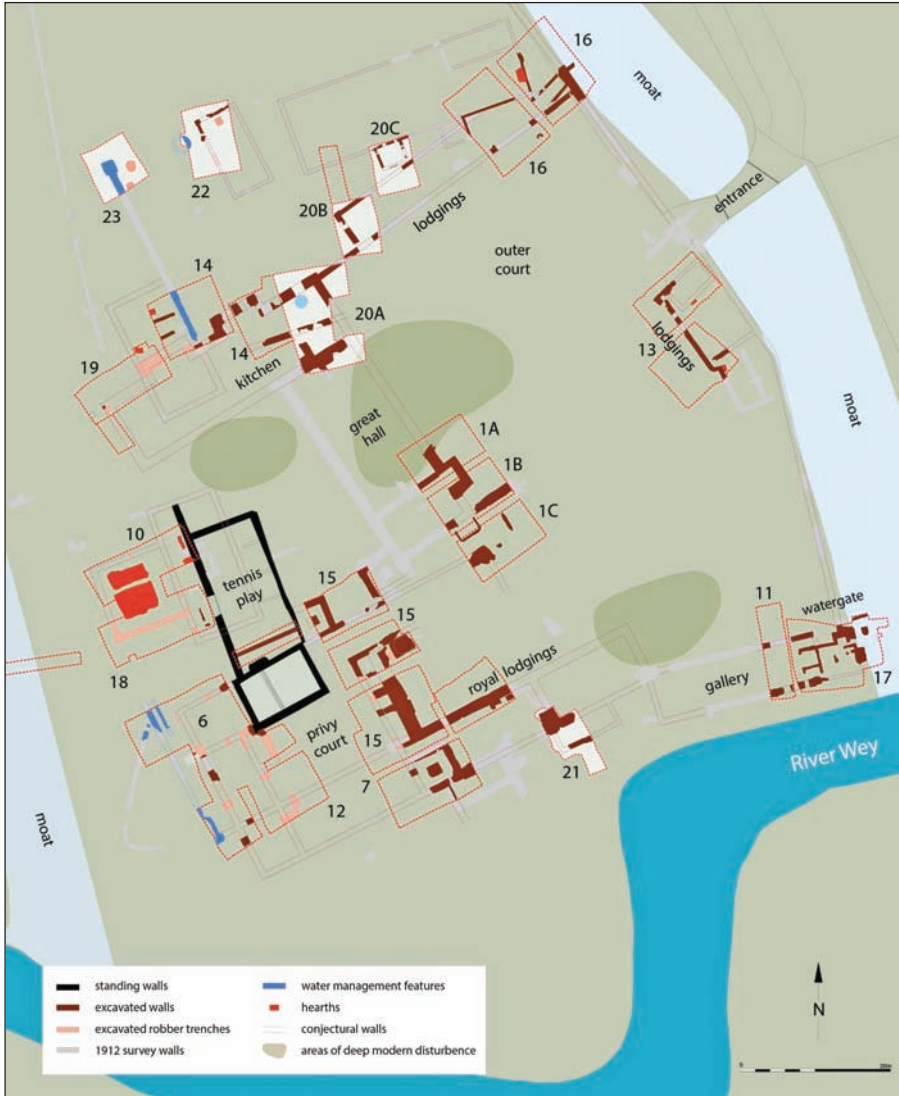 16
moat
20C
22
16
entrance
23
20B
lodgings
outer
court
14
20A
lodgings
13
14
19
kitchen
great
hall
moat
1A
1B
1C
10
tennis
play
15
11
watergate
15
18
royal lodgings
gallery
17
6
privy
court
15
21
River Wey
7
12
moat
standing walls
excavated walls
excavated robber trenches
1912 survey walls
water management features
hearths
conjectural walls
areas of deep modern disturbence
N
0